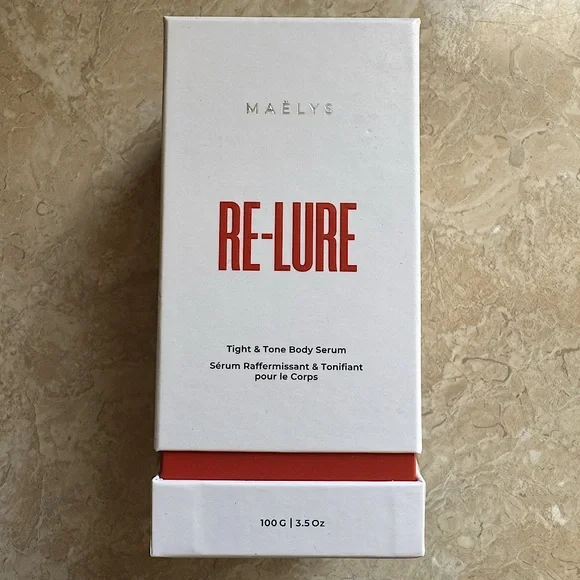 MAËLYS
RE-LURE
Tight & Tone Body Serum
Sérum Raffermissant & Tonifiant
pour le Corps
100 G | 3.5 Oz